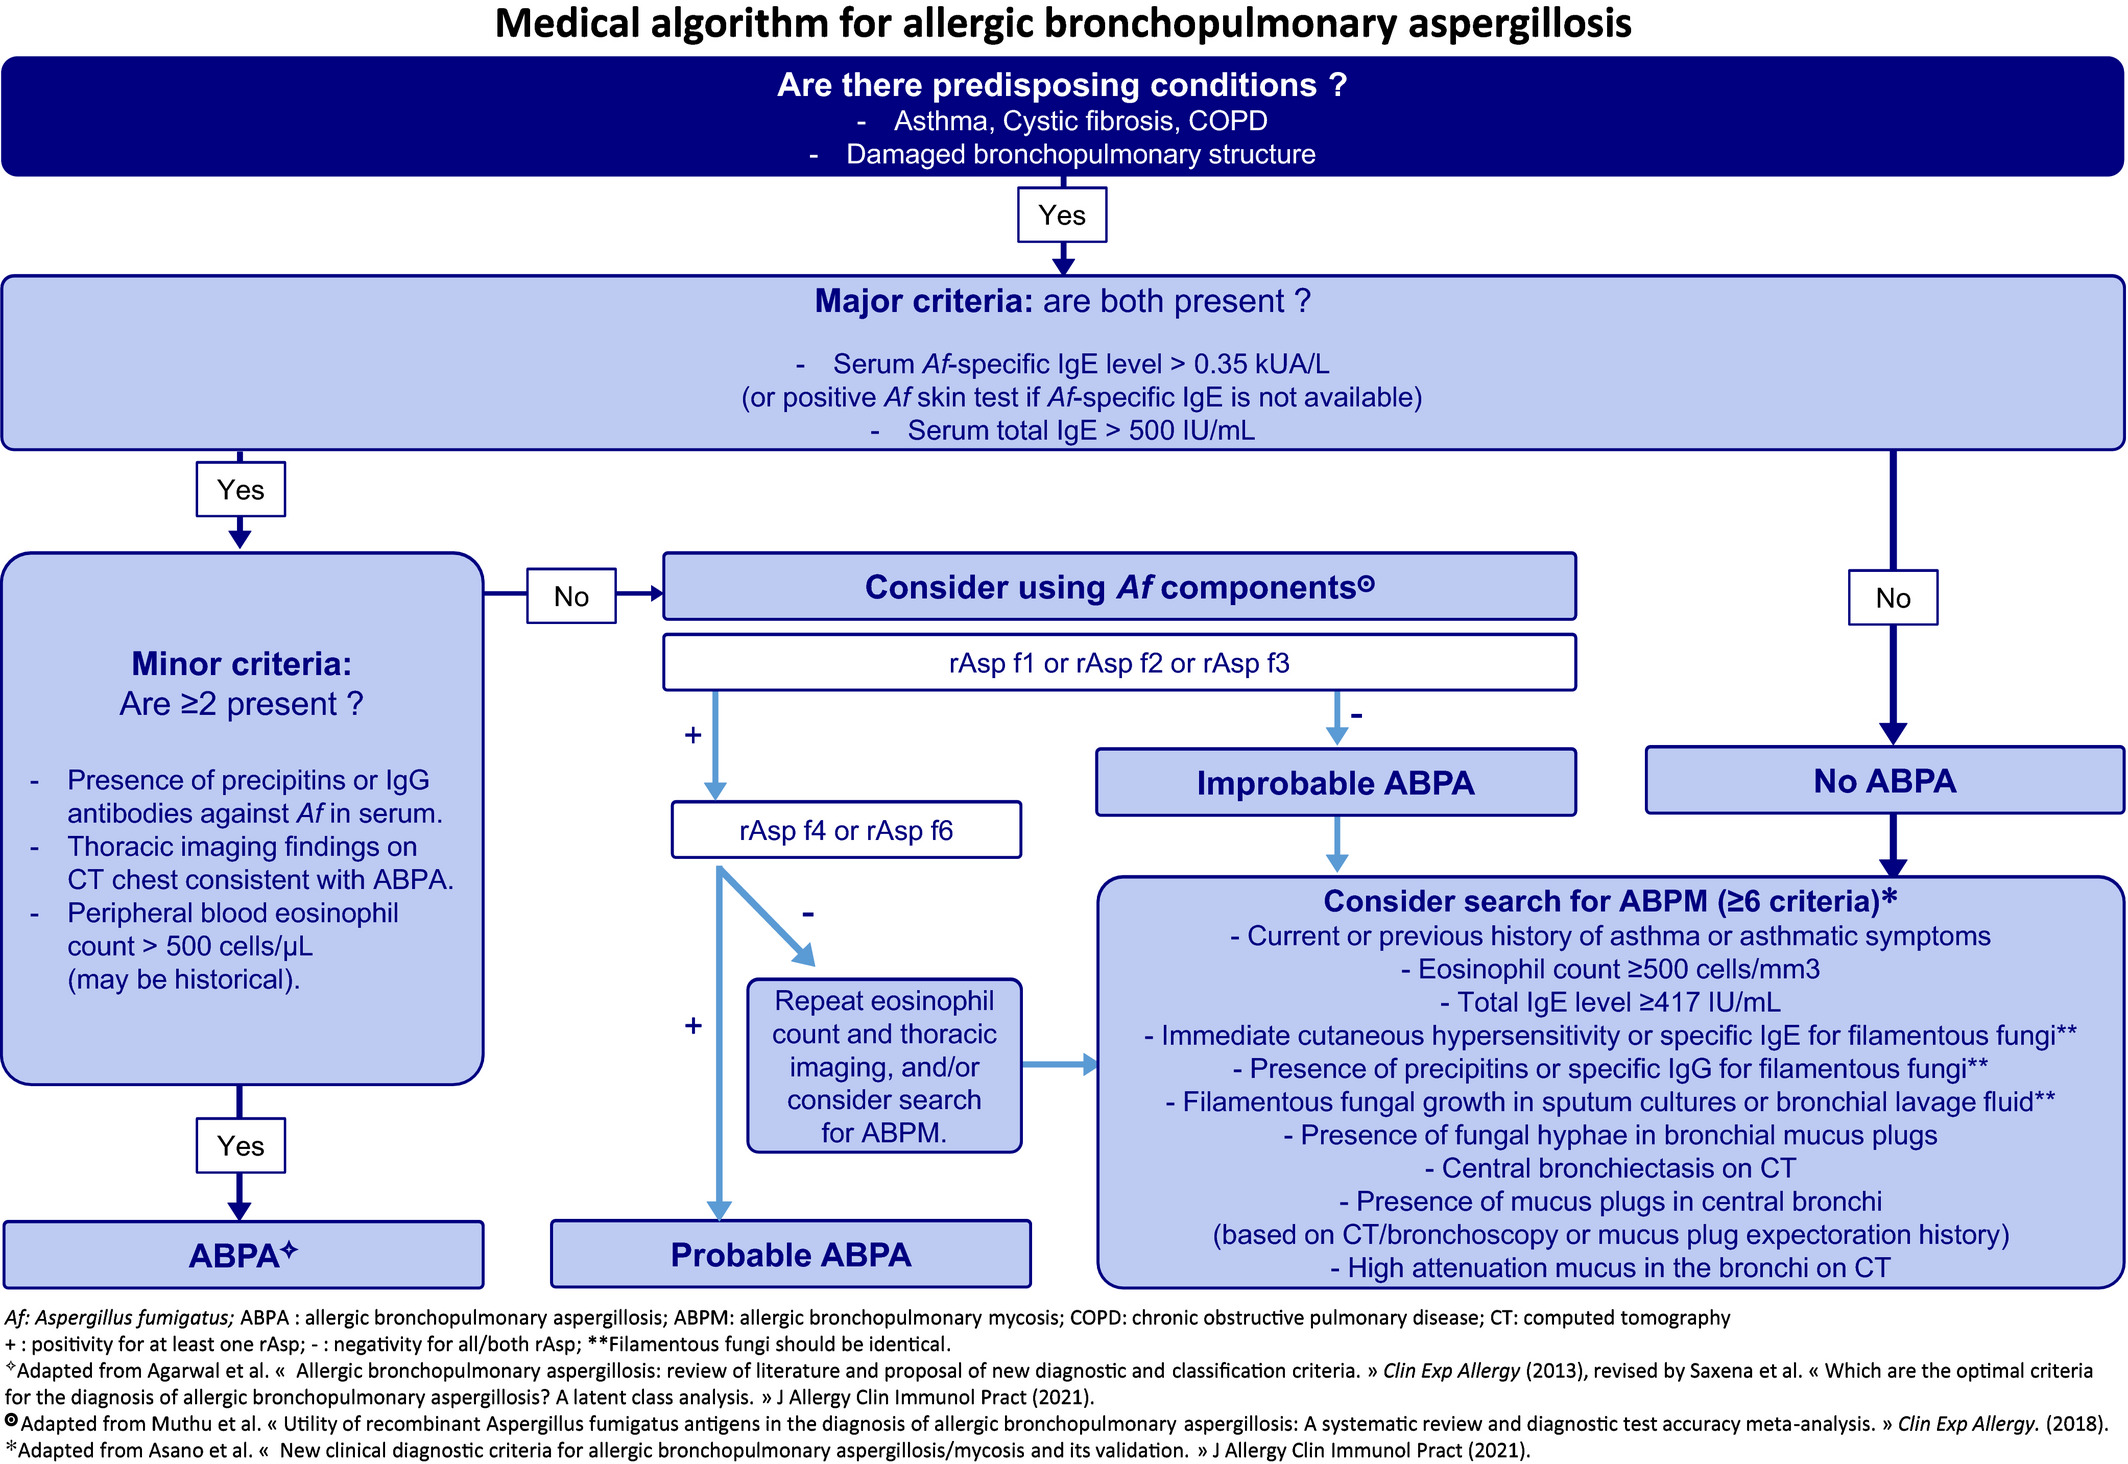 Medical algorithm for allergic bronchopulmonary aspergillosis
Are there predisposing conditions ?
- Asthma, Cystic fibrosis, COPD
- Damaged bronchopulmonary structure
Yes
Major criteria: are both present ?
- Serum Af-specific IgE level > 0.35 kUA/L
(or positive Af skin test if Af-specific IgE is not available)
- Serum total IgE > 500 IU/mL
Yes
No
Minor criteria:
Are ≥2 present ?
- Presence of precipitins or IgG
antibodies against Af in serum.
- Thoracic imaging findings on
CT chest consistent with ABPA.
- Peripheral blood eosinophil
count > 500 cells/µL
(may be historical).
No
Consider using Af components⊙
rAsp f1 or rAsp f2 or rAsp f3
+
-
Improbable ABPA
No ABPA
rAsp f4 or rAsp f6
-
+
Repeat eosinophil
count and thoracic
imaging, and/or
consider search
for ABPM.
Consider search for ABPM (≥6 criteria)*
- Current or previous history of asthma or asthmatic symptoms
- Eosinophil count ≥500 cells/mm3
- Total IgE level ≥417 IU/mL
- Immediate cutaneous hypersensitivity or specific IgE for filamentous fungi**
- Presence of precipitins or specific IgG for filamentous fungi**
- Filamentous fungal growth in sputum cultures or bronchial lavage fluid**
- Presence of fungal hyphae in bronchial mucus plugs
- Central bronchiectasis on CT
- Presence of mucus plugs in central bronchi
(based on CT/bronchoscopy or mucus plug expectoration history)
- High attenuation mucus in the bronchi on CT
Yes
ABPA✧
Probable ABPA
Af: Aspergillus fumigatus; ABPA : allergic bronchopulmonary aspergillosis; ABPM: allergic bronchopulmonary mycosis; COPD: chronic obstructive pulmonary disease; CT: computed tomography
+ : positivity for at least one rAsp; - : negativity for all/both rAsp; **Filamentous fungi should be identical.
✧Adapted from Agarwal et al. « Allergic bronchopulmonary aspergillosis: review of literature and proposal of new diagnostic and classification criteria. » Clin Exp Allergy (2013), revised by Saxena et al. « Which are the optimal criteria
for the diagnosis of allergic bronchopulmonary aspergillosis? A latent class analysis. » J Allergy Clin Immunol Pract (2021).
⊙Adapted from Muthu et al. « Utility of recombinant Aspergillus fumigatus antigens in the diagnosis of allergic bronchopulmonary aspergillosis: A systematic review and diagnostic test accuracy meta-analysis. » Clin Exp Allergy. (2018).
*Adapted from Asano et al. « New clinical diagnostic criteria for allergic bronchopulmonary aspergillosis/mycosis and its validation. » J Allergy Clin Immunol Pract (2021).